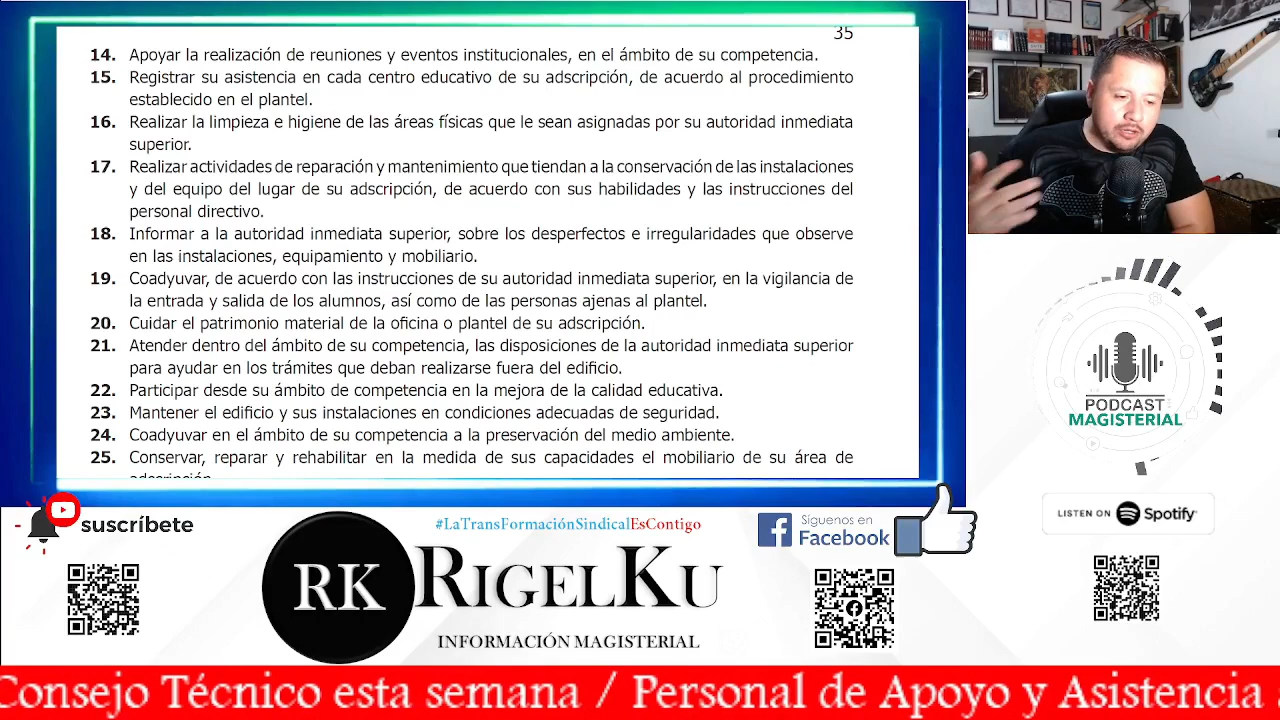 35
14. Apoyar la realización de reuniones y eventos institucionales, en el ámbito de su competencia.
15. Registrar su asistencia en cada centro educativo de su adscripción, de acuerdo al procedimiento
establecido en el plantel.
16. Realizar la limpieza e higiene de las áreas físicas que le sean asignadas por su autoridad inmediata
superior.
17. Realizar actividades de reparación y mantenimiento que tiendan a la conservación de las instalaciones
y del equipo del lugar de su adscripción, de acuerdo con sus habilidades y las instrucciones del
personal directivo.
18. Informar a la autoridad inmediata superior, sobre los desperfectos e irregularidades que observe
en las instalaciones, equipamiento y mobiliario.
19. Coadyuvar, de acuerdo con las instrucciones de su autoridad inmediata superior, en la vigilancia de
la entrada y salida de los alumnos, así como de las personas ajenas al plantel.
20. Cuidar el patrimonio material de la oficina o plantel de su adscripción.
21. Atender dentro del ámbito de su competencia, las disposiciones de la autoridad inmediata superior
para ayudar en los trámites que deban realizarse fuera del edificio.
22. Participar desde su ámbito de competencia en la mejora de la calidad educativa.
23. Mantener el edificio y sus instalaciones en condiciones adecuadas de seguridad.
24. Coadyuvar en el ámbito de su competencia a la preservación del medio ambiente.
25. Conservar, reparar y rehabilitar en la medida de sus capacidades el mobiliario de su área de
PODCAST
MAGISTERIAL
LISTEN ON Spotify
suscríbete
#LaTransFormaciónSindicalEsContigo
RK RIGELKU
INFORMACIÓN MAGISTERIAL
Síguenos en
Facebook
Consejo Técnico esta semana / Personal de Apoyo y Asistencia